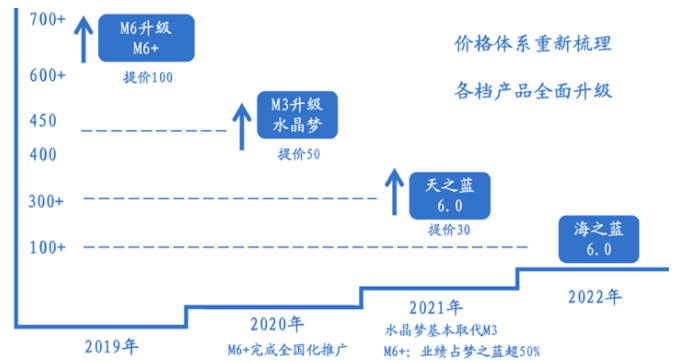 700+
600+
450
400
300+
100+
M6升级
M6+
提价100
M3升级
水晶梦
提价50
天之蓝
6.0
提价30
海之蓝
6.0
价格体系重新梳理
各档产品全面升级
2019年
2020年
M6+完成全国化推广
2021年
水晶梦基本取代M3
M6+：业绩占梦之蓝超50%
2022年